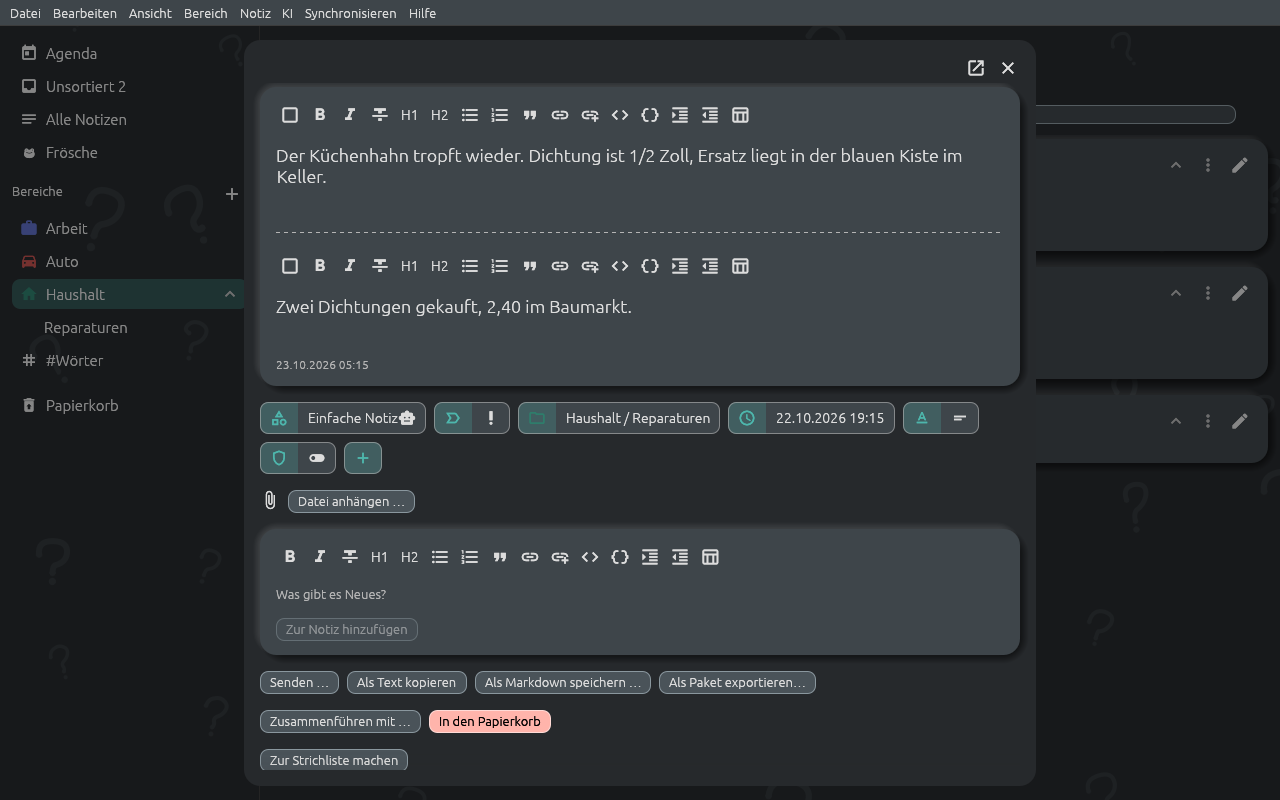 Datei Bearbeiten Ansicht Bereich Notiz KI Synchronisieren Hilfe
Agenda
Unsortiert 2
Alle Notizen
Frösche
Bereiche
Arbeit
Auto
Haushalt
Reparaturen
#Wörter
Papierkorb
H1 H2
Der Küchenhahn tropft wieder. Dichtung ist 1/2 Zoll, Ersatz liegt in der blauen Kiste im
Keller.
H1 H2
Zwei Dichtungen gekauft, 2,40 im Baumarkt.
23.10.2026 05:15
Einfache Notiz Haushalt / Reparaturen 22.10.2026 19:15
Datei anhängen …
H1 H2
Was gibt es Neues?
Zur Notiz hinzufügen
Senden … Als Text kopieren Als Markdown speichern … Als Paket exportieren…
Zusammenführen mit … In den Papierkorb
Zur Strichliste machen